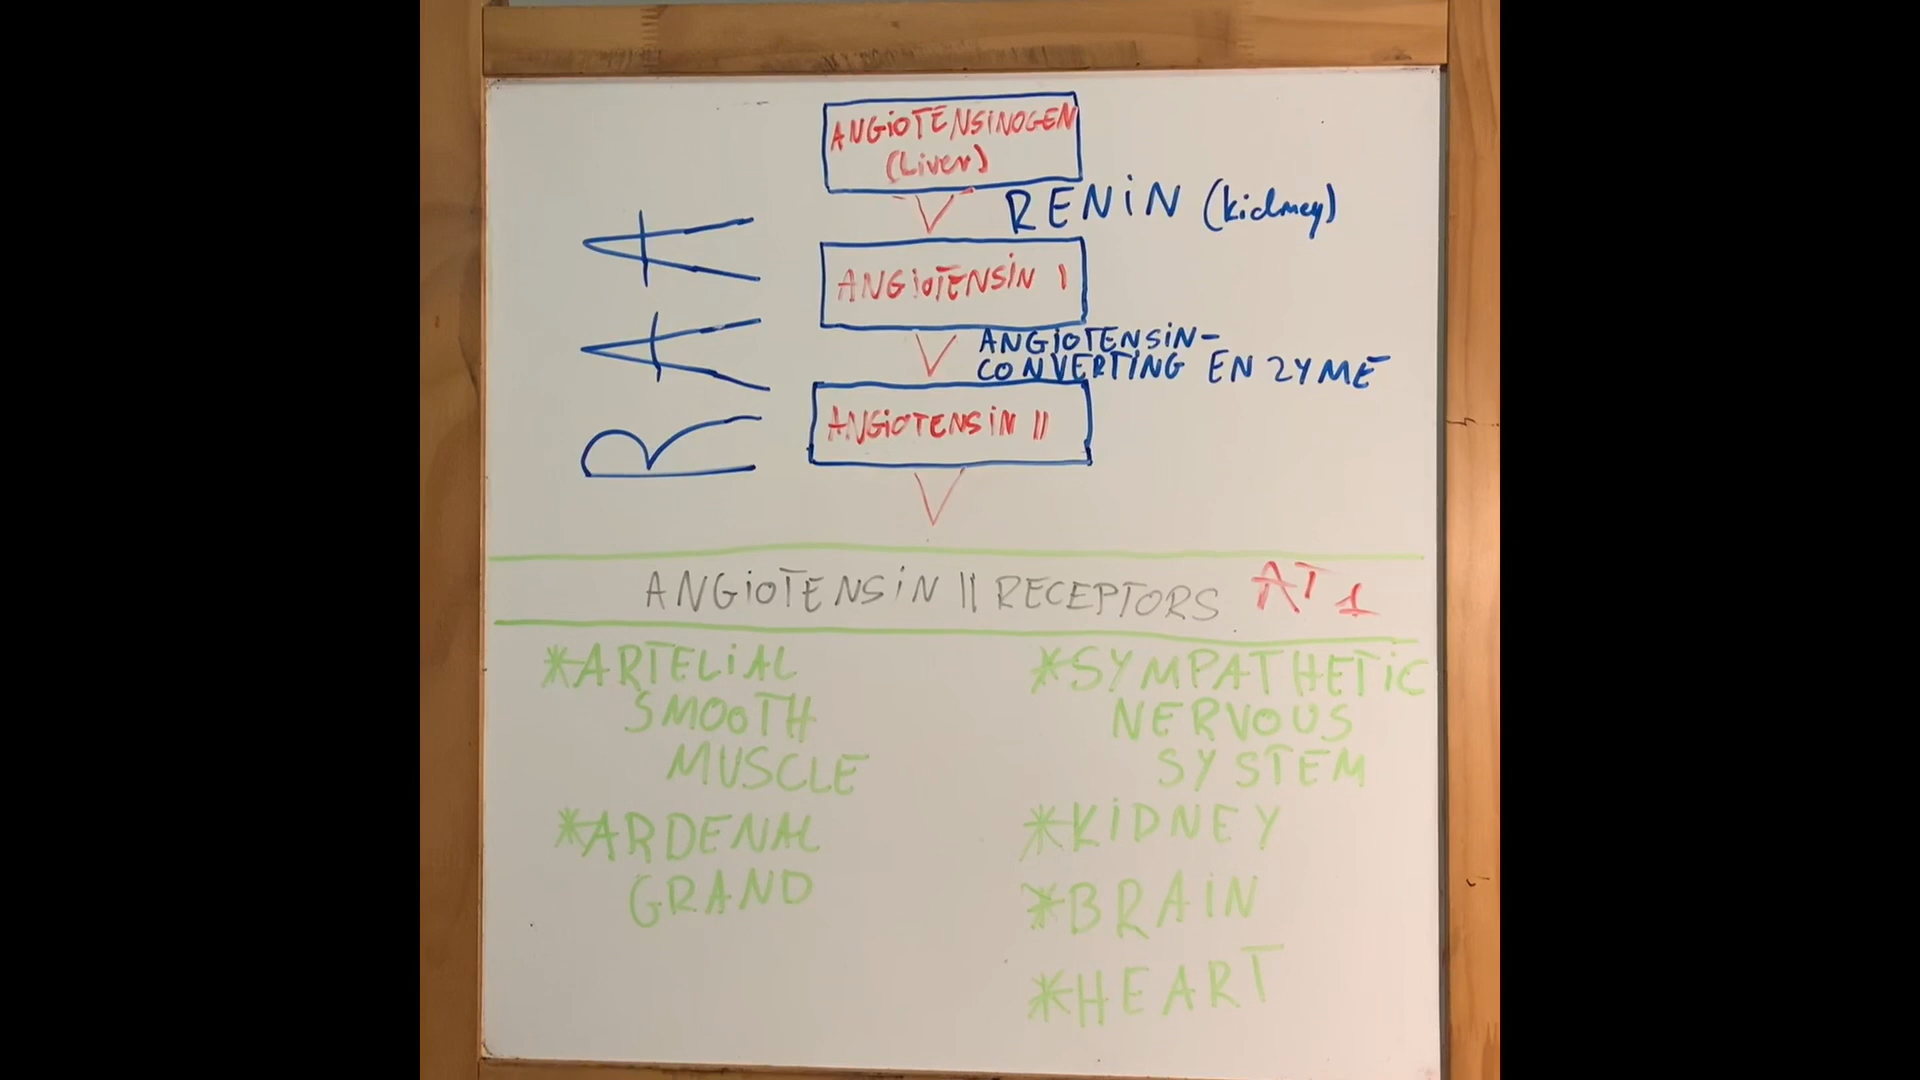 ANGIOTENSINOGEN
(Liver)
RENIN (kidney)
ANGIOTENSIN I
ANGIOTENSIN-
CONVERTING ENZYME
ANGIOTENSIN II
RAA
ANGIOTENSIN II RECEPTORS AT1
*ARTELIAL
SMOOTH
MUSCLE
*ARDENAL
GRAND
*SYMPATHETIC
NERVOUS
SYSTEM
*KIDNEY
*BRAIN
*HEART